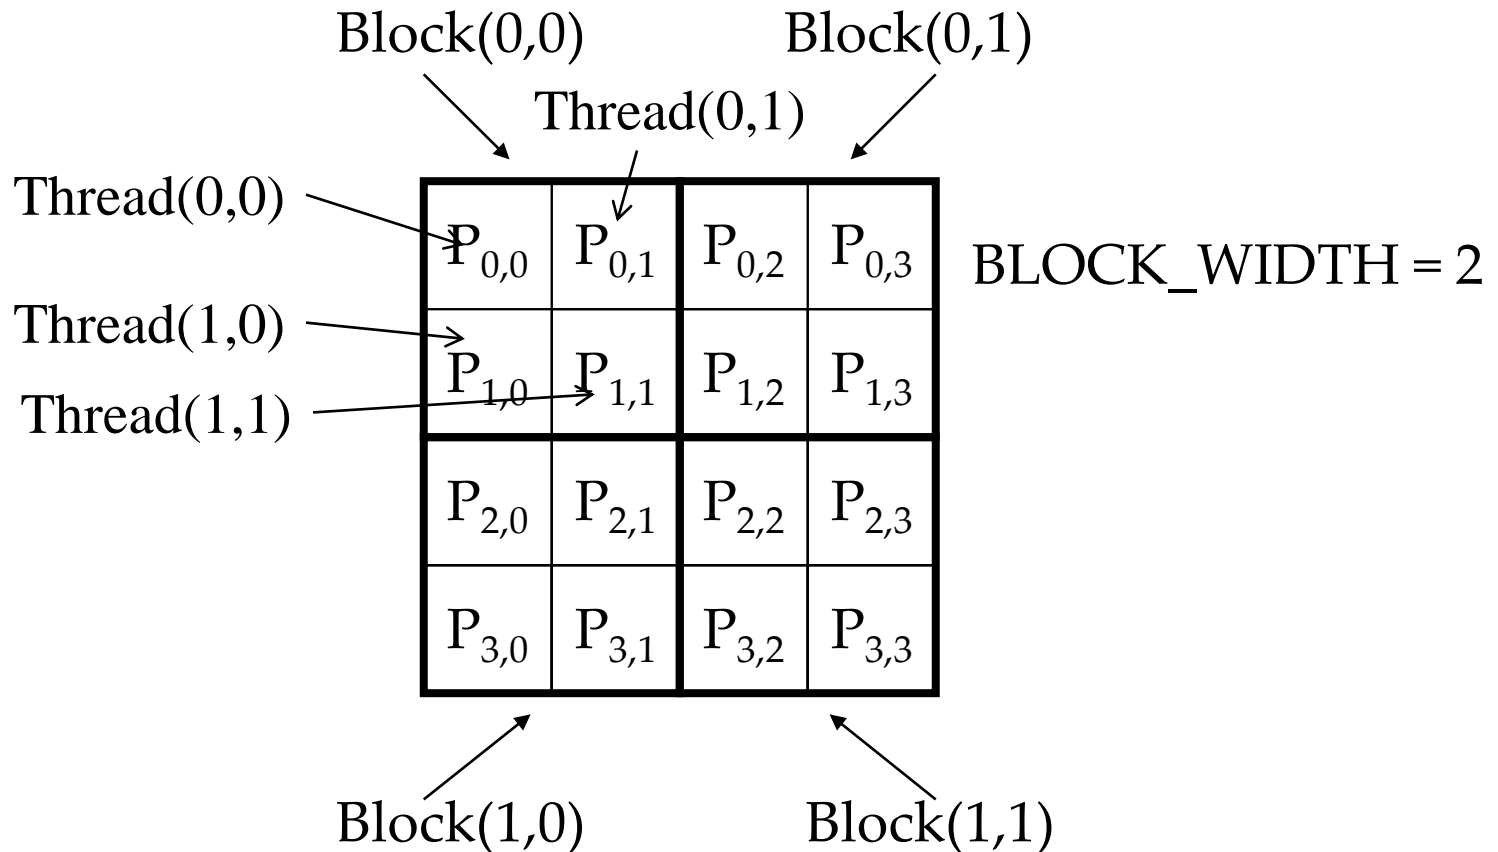 Block(0,0) Block(0,1)
Thread(0,1)
Thread(0,0)
P0,0 P0,1 P0,2 P0,3
BLOCK_WIDTH = 2
Thread(1,0)
P1,0 P1,1 P1,2 P1,3
Thread(1,1)
P2,0 P2,1 P2,2 P2,3
P3,0 P3,1 P3,2 P3,3
Block(1,0) Block(1,1)